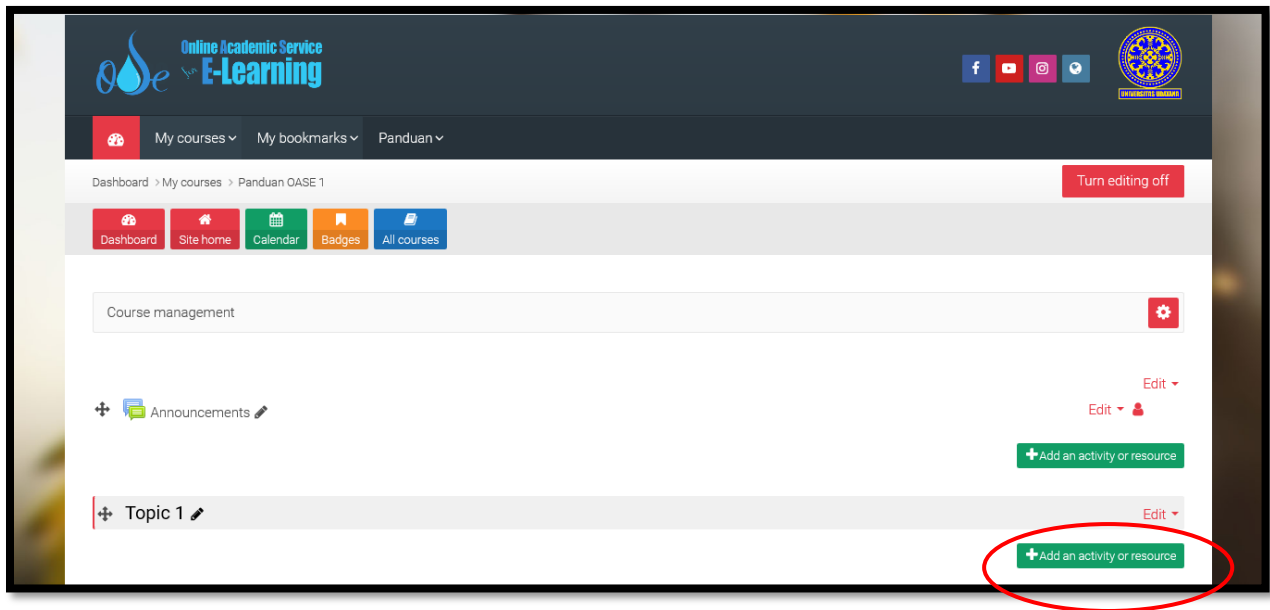 Oase
Online Academic Service
for E-Learning
UNIVERSITAS UDAYANA
My courses My bookmarks Panduan
Dashboard > My courses > Panduan OASE 1
Turn editing off
Dashboard Site home Calendar Badges All courses
Course management
Edit
Announcements Edit
+Add an activity or resource
Topic 1 Edit
+Add an activity or resource